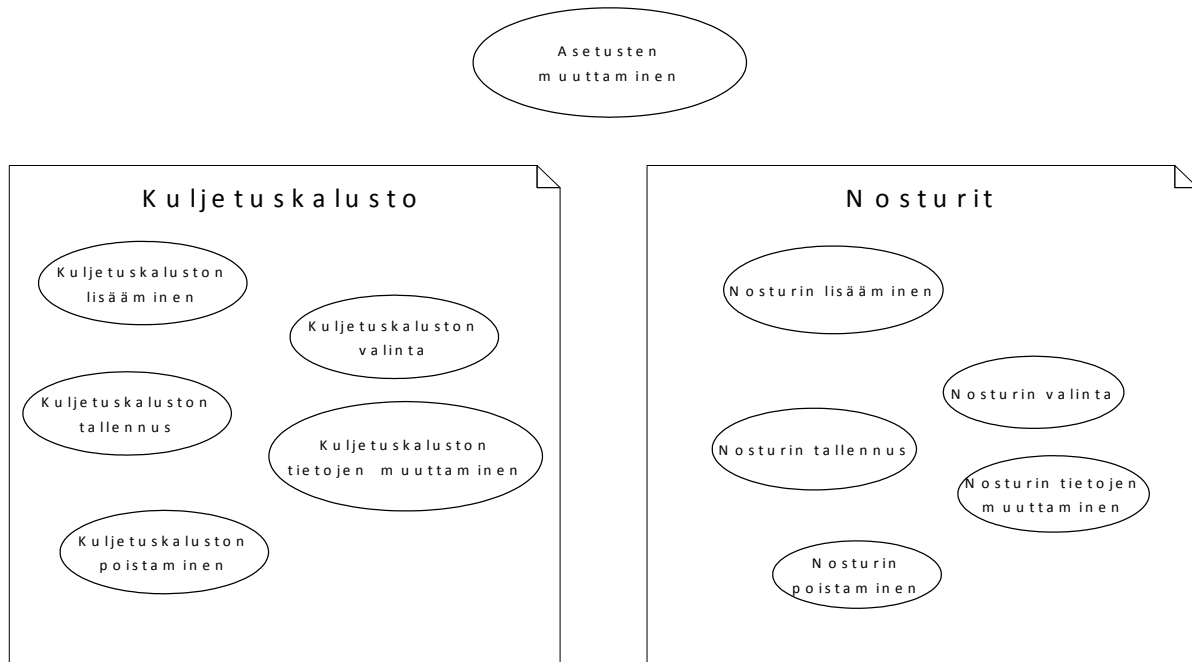 Asetusten
muuttaminen
Kuljetuskalusto
Kuljetuskaluston
lisääminen
Kuljetuskaluston
valinta
Kuljetuskaluston
tallennus
Kuljetuskaluston
tietojen muuttaminen
Kuljetuskaluston
poistaminen
Nosturit
Nosturin lisääminen
Nosturin valinta
Nosturin tallennus
Nosturin tietojen
muuttaminen
Nosturin
poistaminen